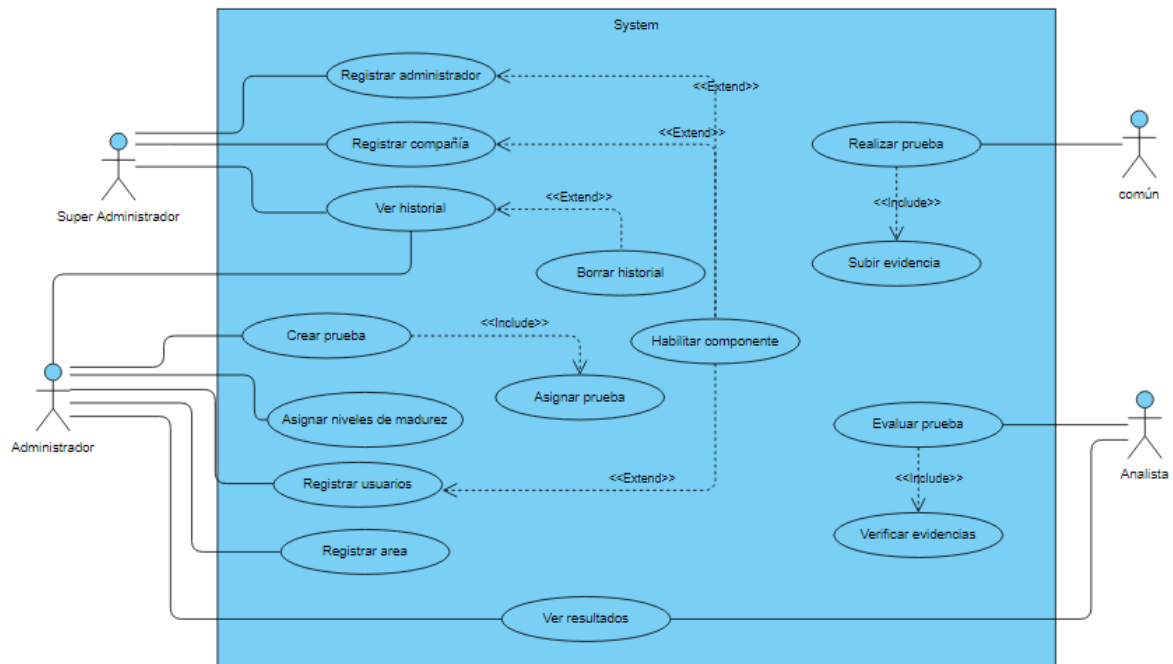 System
Registrar administrador
<<Extend>>
Registrar compañía
<<Extend>>
Realizar prueba
Super Administrador
común
Ver historial
<<Extend>>
<<Include>>
Borrar historial
Subir evidencia
Crear prueba
<<Include>>
Habilitar componente
Asignar prueba
Administrador
Asignar niveles de madurez
Evaluar prueba
Analista
Registrar usuarios
<<Extend>>
<<Include>>
Registrar area
Verificar evidencias
Ver resultados